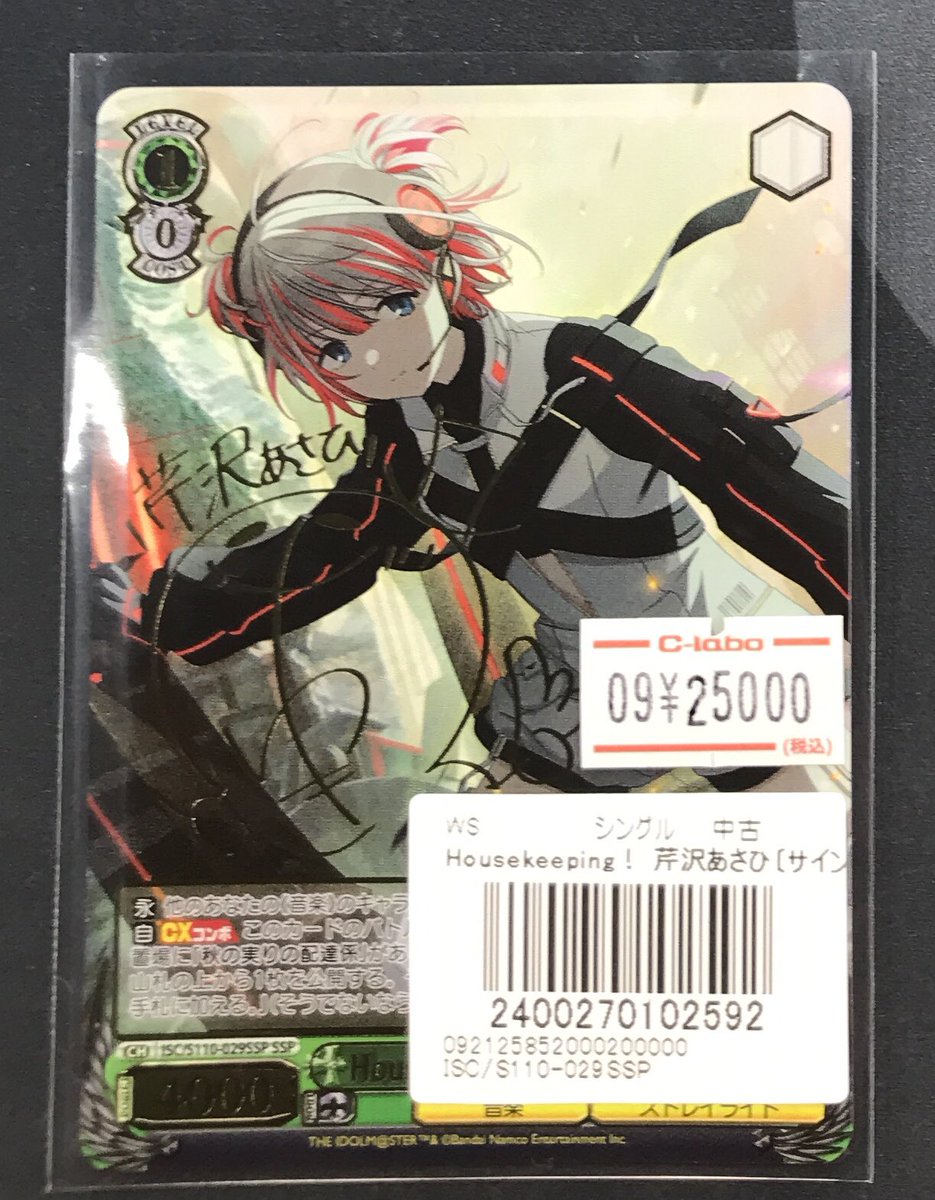 LEVEL
1
0
COST
芹沢あさひ
C-labo
09¥25000
(税込)
WS シングル 中古
Housekeeping! 芹沢あさひ〔サイン
2400270102592
092125852000200000
ISC/S110-029SSP
永 他のあなたの《音楽》のキャラ
自 CXコンボ このカードのバトル
置場に「秋の実りの配達係」があ
山札の上から1枚を公開する。
手札に加える。）（そうでないなら
CH ISC/S110-029SSP SSP
4000
Hou
音楽 ストレイライト
THE IDOLM@STER™& ©Bandai Namco Entertainment Inc.